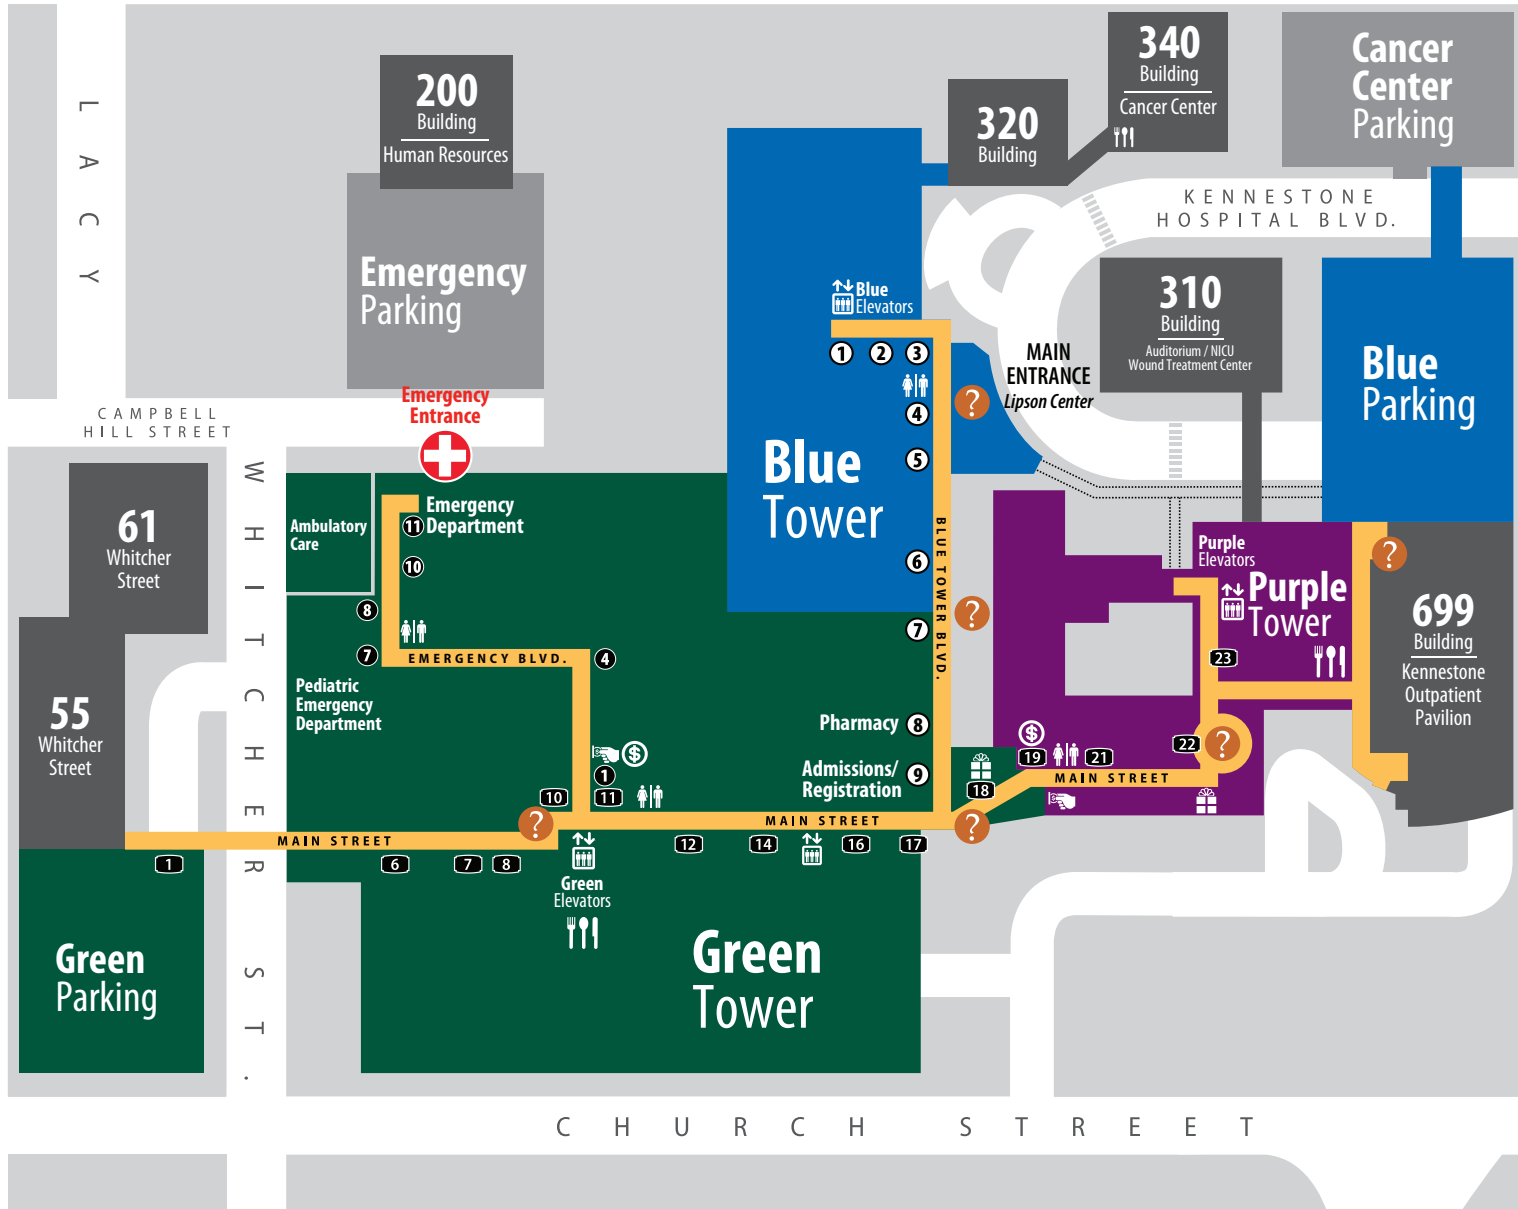 340
Building
Cancer Center
Cancer
Center
Parking
200
Building
Human Resources
320
Building
LACY
KENNESTONE
HOSPITAL BLVD.
Emergency
Parking
Blue
Elevators
310
Building
Auditorium / NICU
Wound Treatment Center
1
2
3
MAIN
ENTRANCE
Lipson Center
?
Blue
Parking
Emergency
Entrance
CAMPBELL
HILL STREET
4
5
Blue
Tower
WHITCHER ST.
61
Whitcher
Street
Ambulatory
Care
Emergency
Department
11
10
8
7
EMERGENCY BLVD.
4
BLUE TOWER BLVD.
6
?
7
Purple
Elevators
Purple
Tower
?
699
Building
Kennestone
Outpatient
Pavilion
23
55
Whitcher
Street
Pediatric
Emergency
Department
Pharmacy
8
$
1
$
19
21
22
?
Admissions/
Registration
9
18
MAIN STREET
10
11
?
MAIN STREET
?
MAIN STREET
1
6
7
8
12
14
16
17
Green
Elevators
Green
Parking
Green
Tower
CHURCH STREET